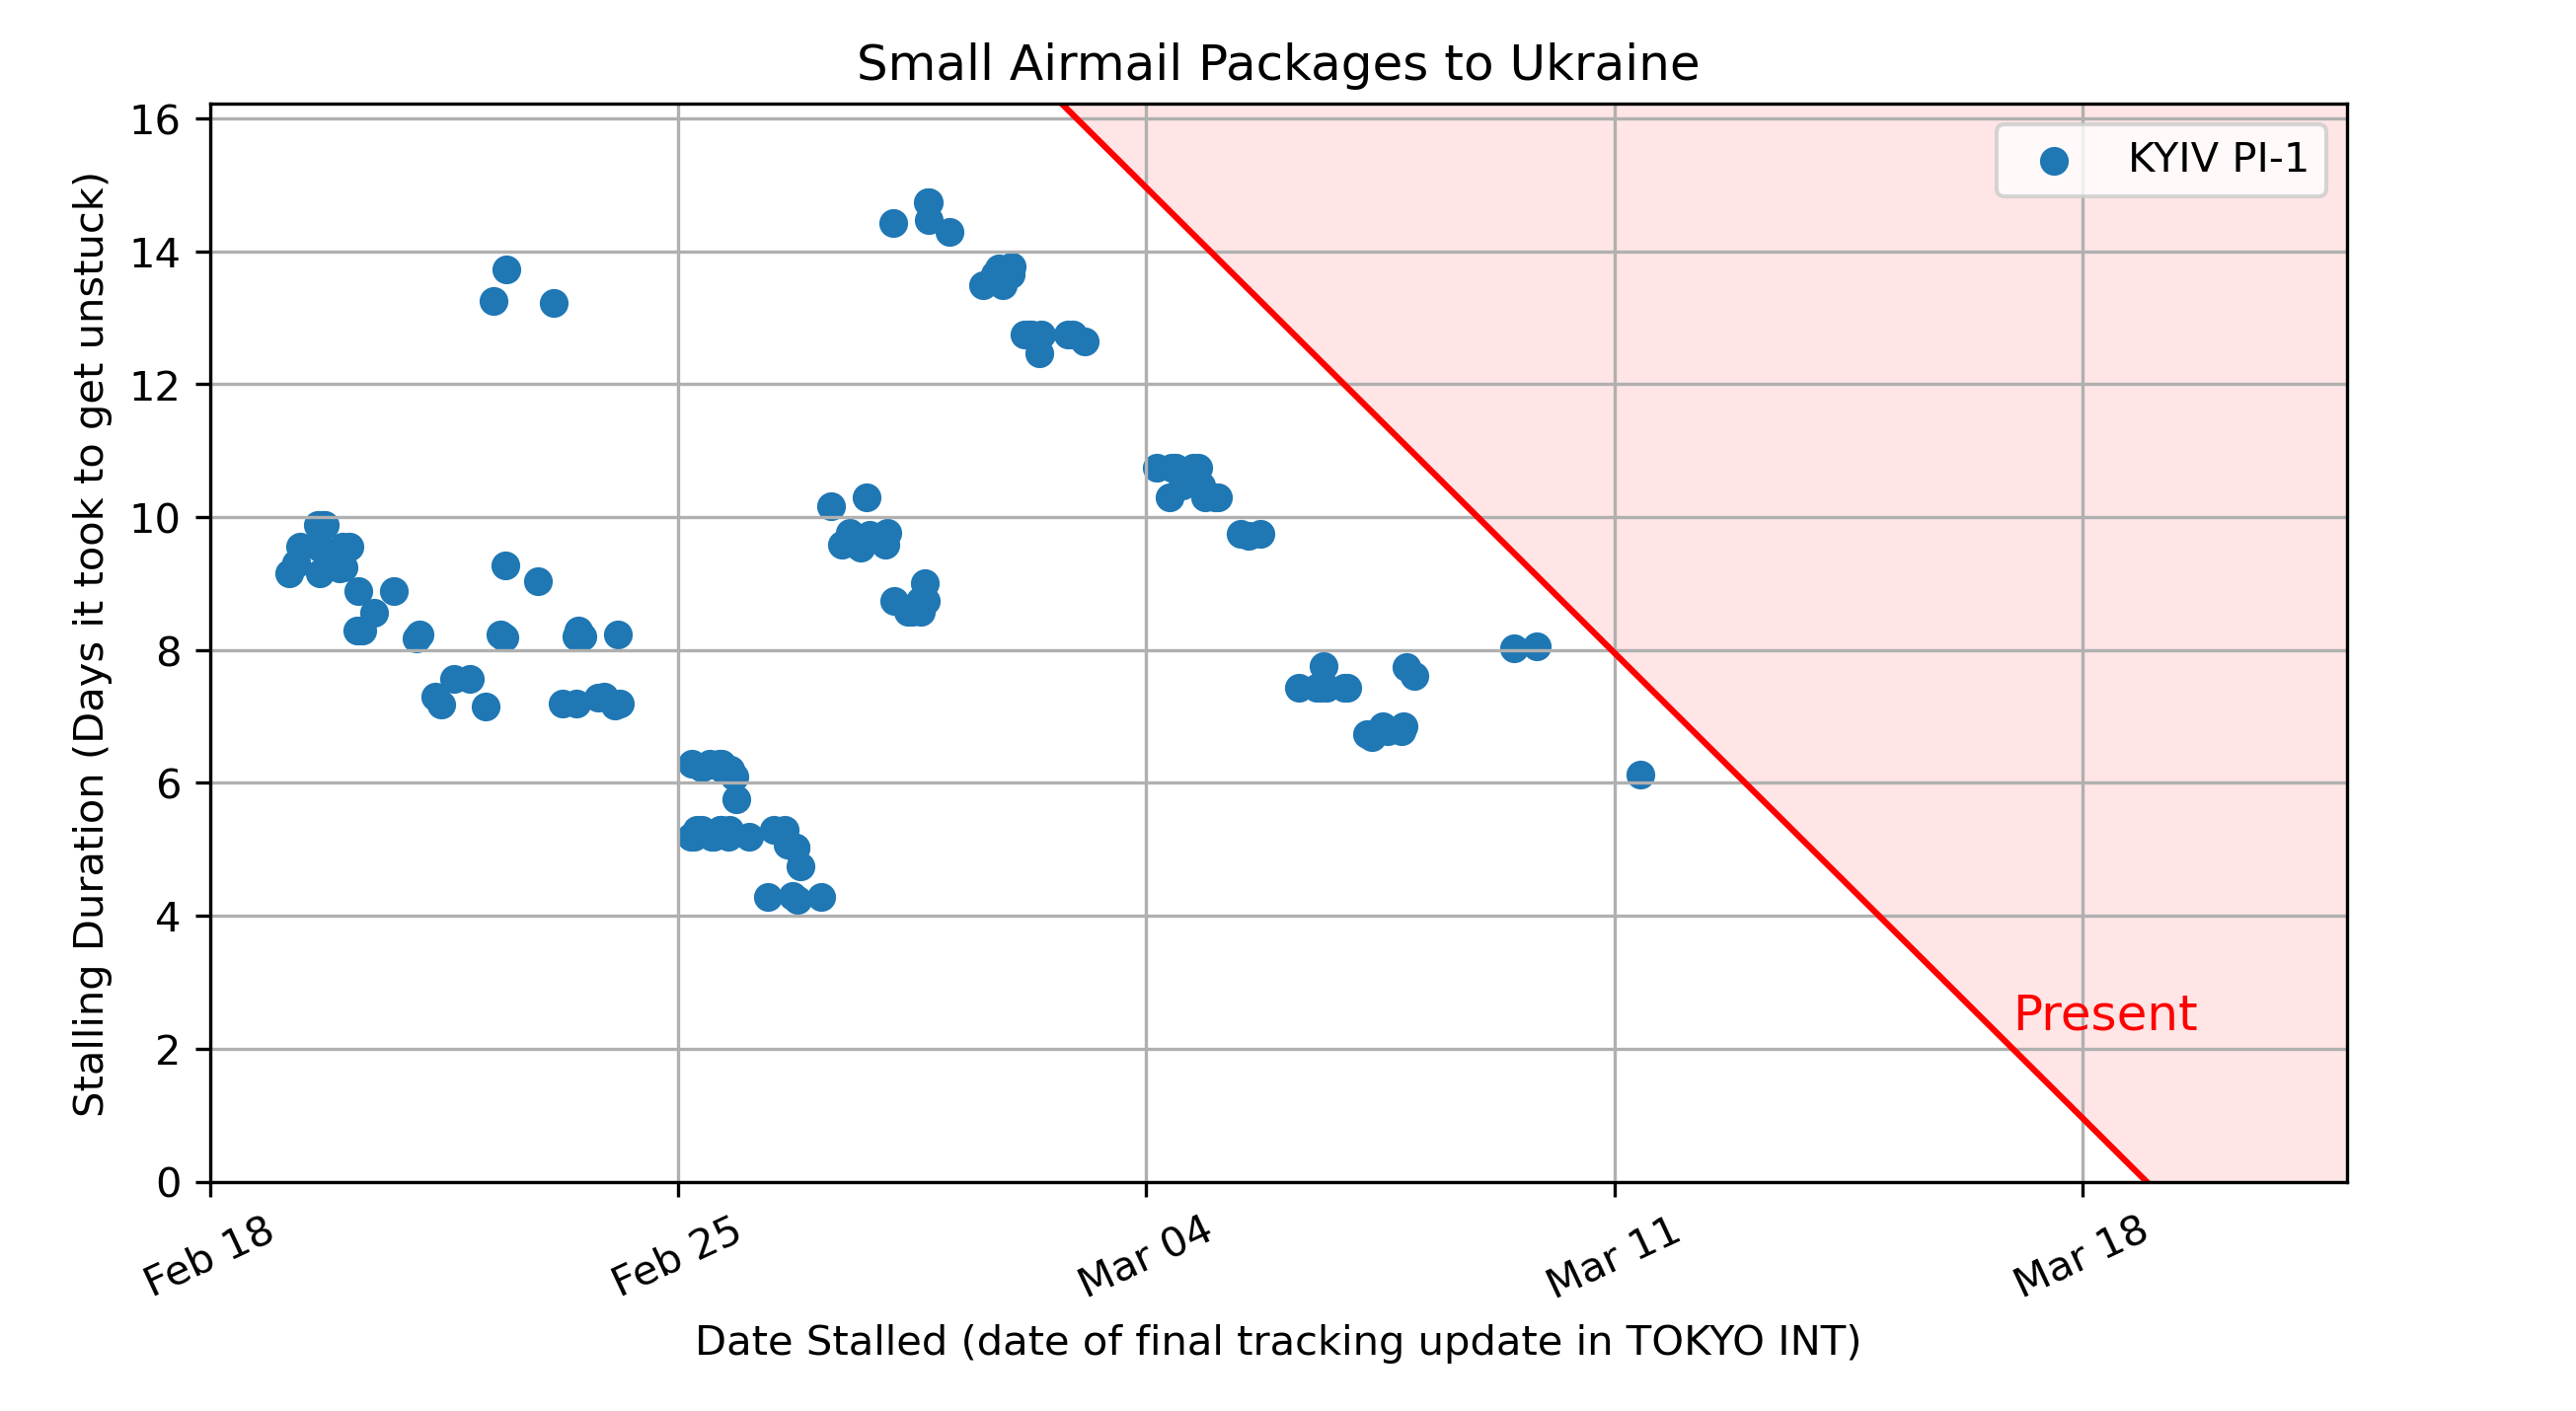 Small Airmail Packages to Ukraine
Stalling Duration (Days it took to get unstuck)
16
14
12
10
8
6
4
2
0
KYIV PI-1
Present
Feb 18
Feb 25
Mar 04
Mar 11
Mar 18
Date Stalled (date of final tracking update in TOKYO INT)